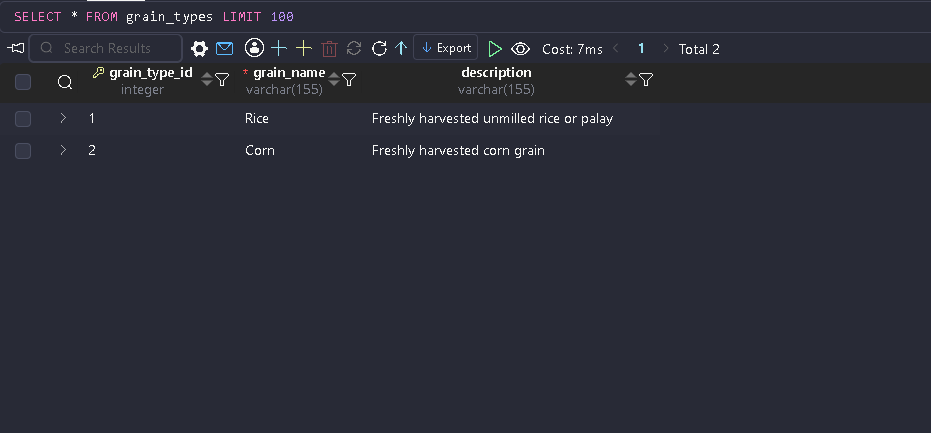 SELECT * FROM grain_types LIMIT 100
Search Results Export Cost: 7ms 1 Total 2
grain_type_id * grain_name description
integer varchar(155) varchar(155)
1 Rice Freshly harvested unmilled rice or palay
2 Corn Freshly harvested corn grain